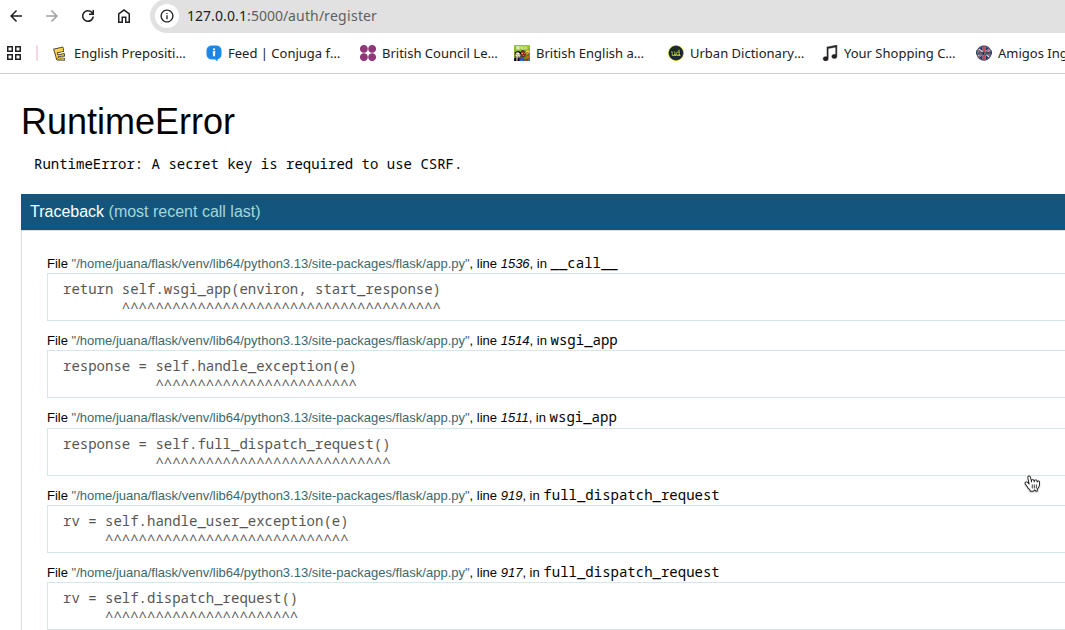 127.0.0.1:5000/auth/register
English Prepositi... Feed | Conjuga f... British Council Le... British English a... Urban Dictionary... Your Shopping C... Amigos Ing
RuntimeError
RuntimeError: A secret key is required to use CSRF.
Traceback (most recent call last)
File "/home/juana/flask/venv/lib64/python3.13/site-packages/flask/app.py", line 1536, in __call__
return self.wsgi_app(environ, start_response)
^^^^^^^^^^^^^^^^^^^^^^^^^^^^^^^^^^^^^^
File "/home/juana/flask/venv/lib64/python3.13/site-packages/flask/app.py", line 1514, in wsgi_app
response = self.handle_exception(e)
^^^^^^^^^^^^^^^^^^^^^^^^
File "/home/juana/flask/venv/lib64/python3.13/site-packages/flask/app.py", line 1511, in wsgi_app
response = self.full_dispatch_request()
^^^^^^^^^^^^^^^^^^^^^^^^^^^^
File "/home/juana/flask/venv/lib64/python3.13/site-packages/flask/app.py", line 919, in full_dispatch_request
rv = self.handle_user_exception(e)
^^^^^^^^^^^^^^^^^^^^^^^^^^^^^
File "/home/juana/flask/venv/lib64/python3.13/site-packages/flask/app.py", line 917, in full_dispatch_request
rv = self.dispatch_request()
^^^^^^^^^^^^^^^^^^^^^^^